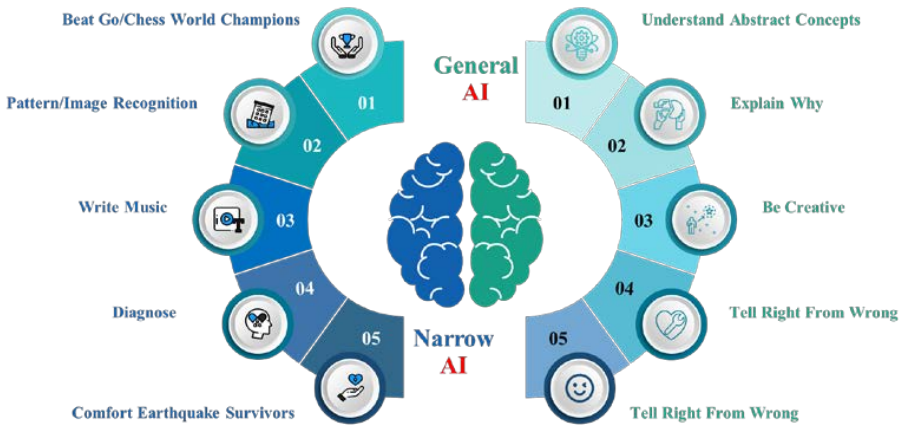 Beat Go/Chess World Champions
01
Pattern/Image Recognition
02
Write Music
03
Diagnose
04
Comfort Earthquake Survivors
05
General
AI
Narrow
AI
Understand Abstract Concepts
01
Explain Why
02
Be Creative
03
Tell Right From Wrong
04
Tell Right From Wrong
05